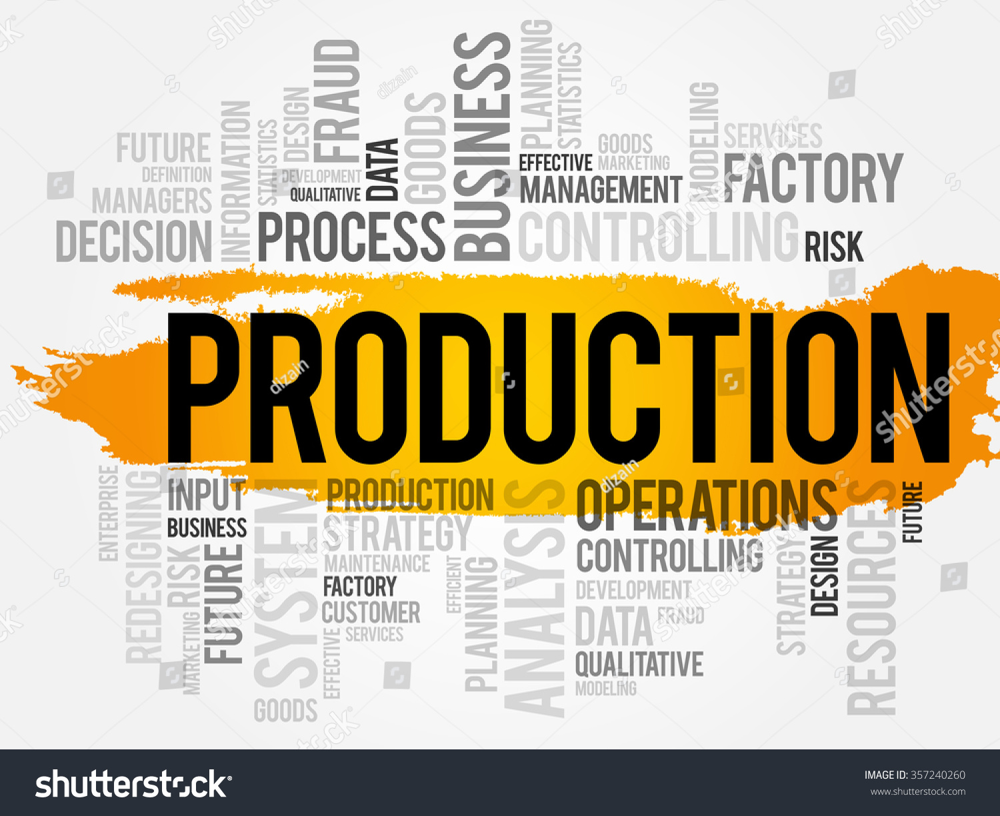 FRAUD
BUSINESS
PLANNING
STATISTICS
DESIGN
INFORMATION
STATISTICS
GOODS
DATA
MODELING
FUTURE
DEFINITION
MANAGERS
DECISION
DEVELOPMENT
QUALITATIVE
PROCESS
EFFECTIVE
GOODS
MARKETING
MANAGEMENT
CONTROLLING
SERVICES
FACTORY
RISK
PRODUCTION
ENTERPRISE
REDESIGNING
INPUT
BUSINESS
RISK
MARKETING
FUTURE
SYSTEM
GOODS
PRODUCTION
STRATEGY
MAINTENANCE
FACTORY
CUSTOMER
SERVICES
EFFECTIVE
EFFICIENT
PLANNING
ANALYSIS
OPERATIONS
CONTROLLING
DEVELOPMENT
DATA
FRAUD
QUALITATIVE
MODELING
STRATEGY
DESIGN
RESOURCES
FUTURE
shutterstock
dizain
shutterstock®
IMAGE ID: 357240260
www.shutterstock.com